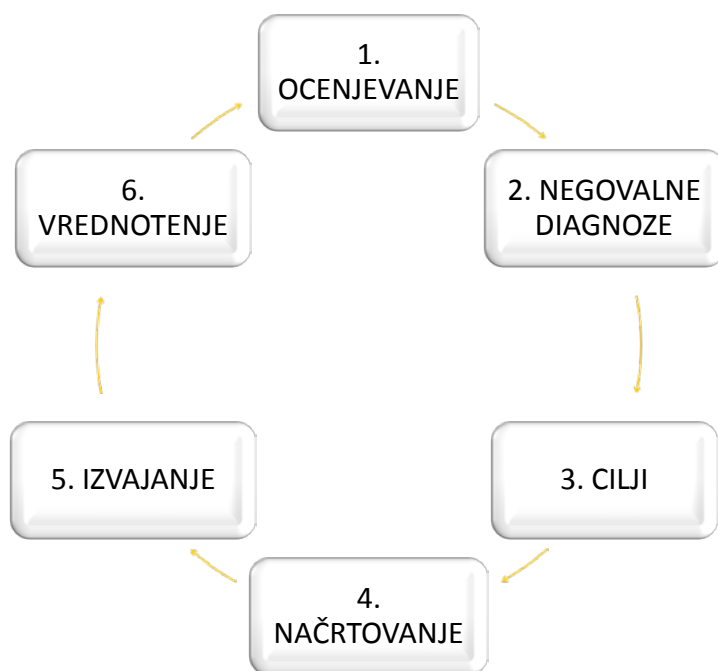 1.
OCENJEVANJE
2. NEGOVALNE
DIAGNOZE
3. CILJI
4.
NAČRTOVANJE
5. IZVAJANJE
6.
VREDNOTENJE